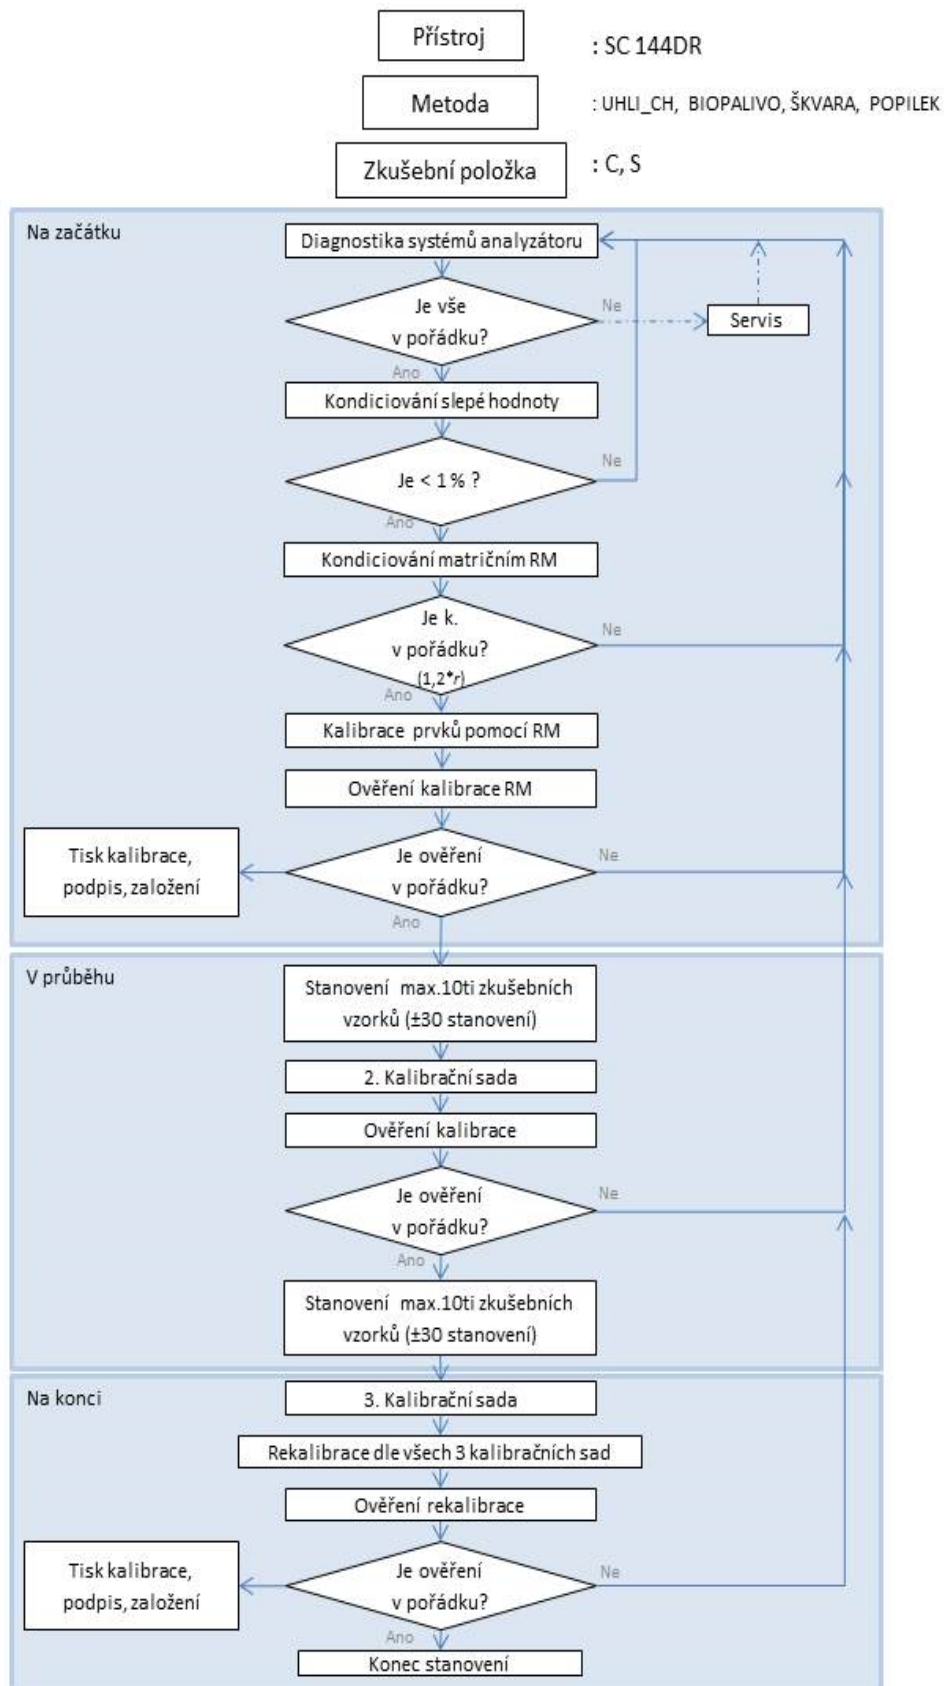 Přístroj
: SC 144DR
Metoda
: UHLI_CH, BIOPALIVO, ŠKVARA, POPILEK
Zkušební položka
: C, S
Na začátku
Diagnostika systémů analyzátoru
Je vše
v pořádku?
Ne
Servis
Ano
Kondiciování slepé hodnoty
Je < 1 % ?
Ne
Ano
Kondiciování matričním RM
Je k.
v pořádku?
(1,2*r)
Ne
Ano
Kalibrace prvků pomocí RM
Ověření kalibrace RM
Je ověření
v pořádku?
Ne
Tisk kalibrace,
podpis, založení
Ano
V průběhu
Stanovení max.10ti zkušebních
vzorků (±30 stanovení)
2. Kalibrační sada
Ověření kalibrace
Je ověření
v pořádku?
Ne
Ano
Stanovení max.10ti zkušebních
vzorků (±30 stanovení)
Na konci
3. Kalibrační sada
Rekalibrace dle všech 3 kalibračních sad
Ověření rekalibrace
Je ověření
v pořádku?
Ne
Tisk kalibrace,
podpis, založení
Ano
Konec stanovení